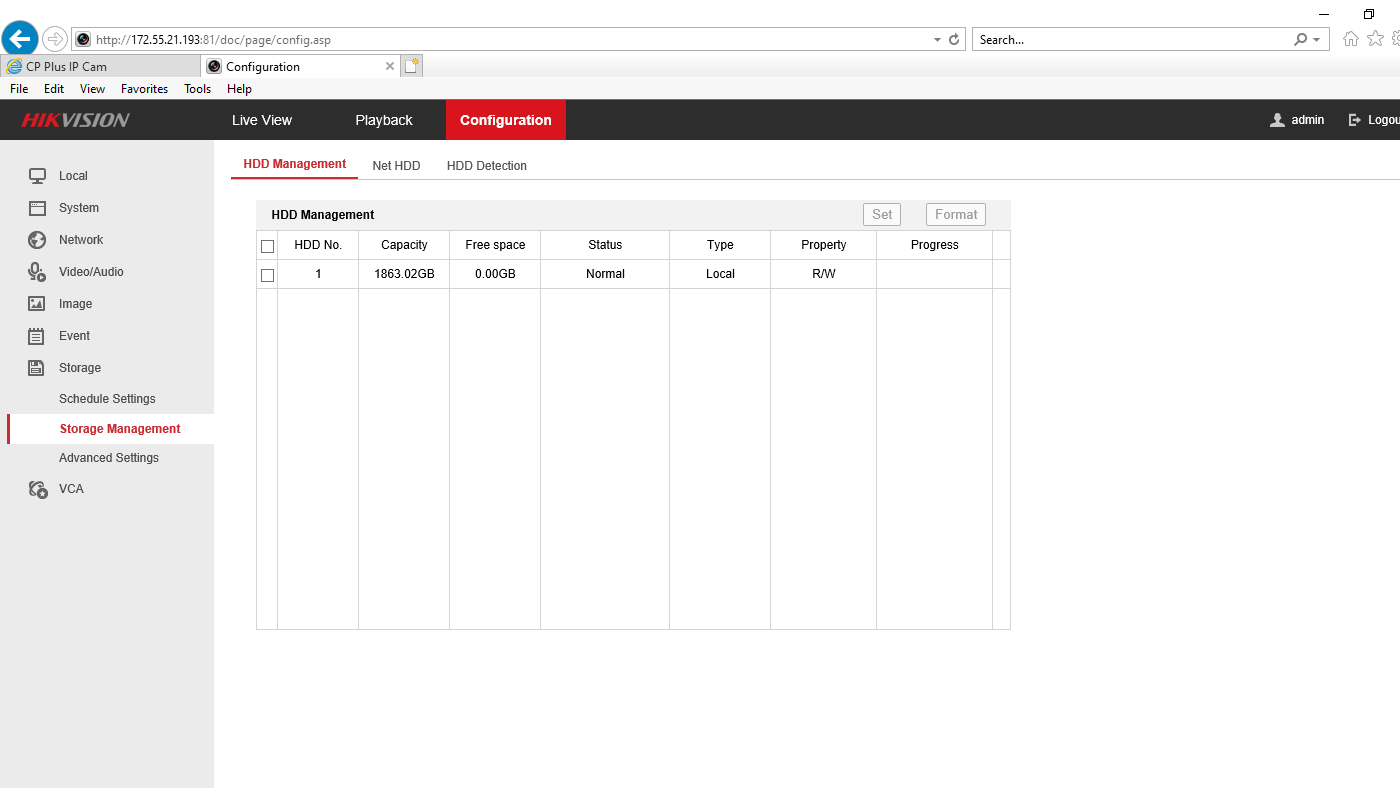 http://172.55.21.193:81/doc/page/config.asp
Search...
CP Plus IP Cam
Configuration
File Edit View Favorites Tools Help
HIKVISION Live View Playback Configuration admin Logou
HDD Management Net HDD HDD Detection
Local
System
Network
Video/Audio
Image
Event
Storage
Schedule Settings
Storage Management
Advanced Settings
VCA
HDD Management Set Format
HDD No. Capacity Free space Status Type Property Progress
1 1863.02GB 0.00GB Normal Local R/W